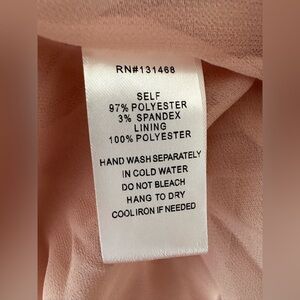 RN#131468
SELF
97% POLYESTER
3% SPANDEX
LINING
100% POLYESTER
HAND WASH SEPARATELY
IN COLD WATER
DO NOT BLEACH
HANG TO DRY
COOL IRON IF NEEDED